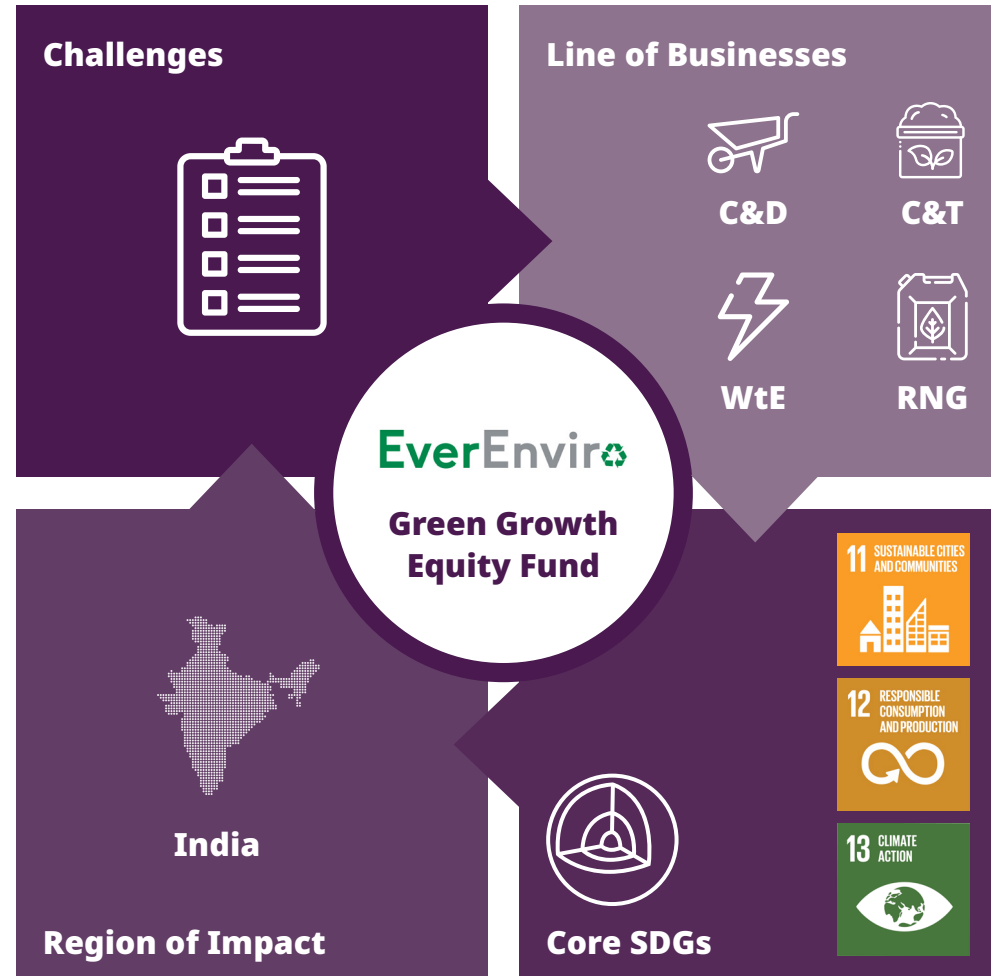 Challenges
Line of Businesses
C&D
C&T
WtE
RNG
EverEnviro
Green Growth
Equity Fund
India
Region of Impact
Core SDGs
11 SUSTAINABLE CITIES
AND COMMUNITIES
12 RESPONSIBLE
CONSUMPTION
AND PRODUCTION
13 CLIMATE
ACTION